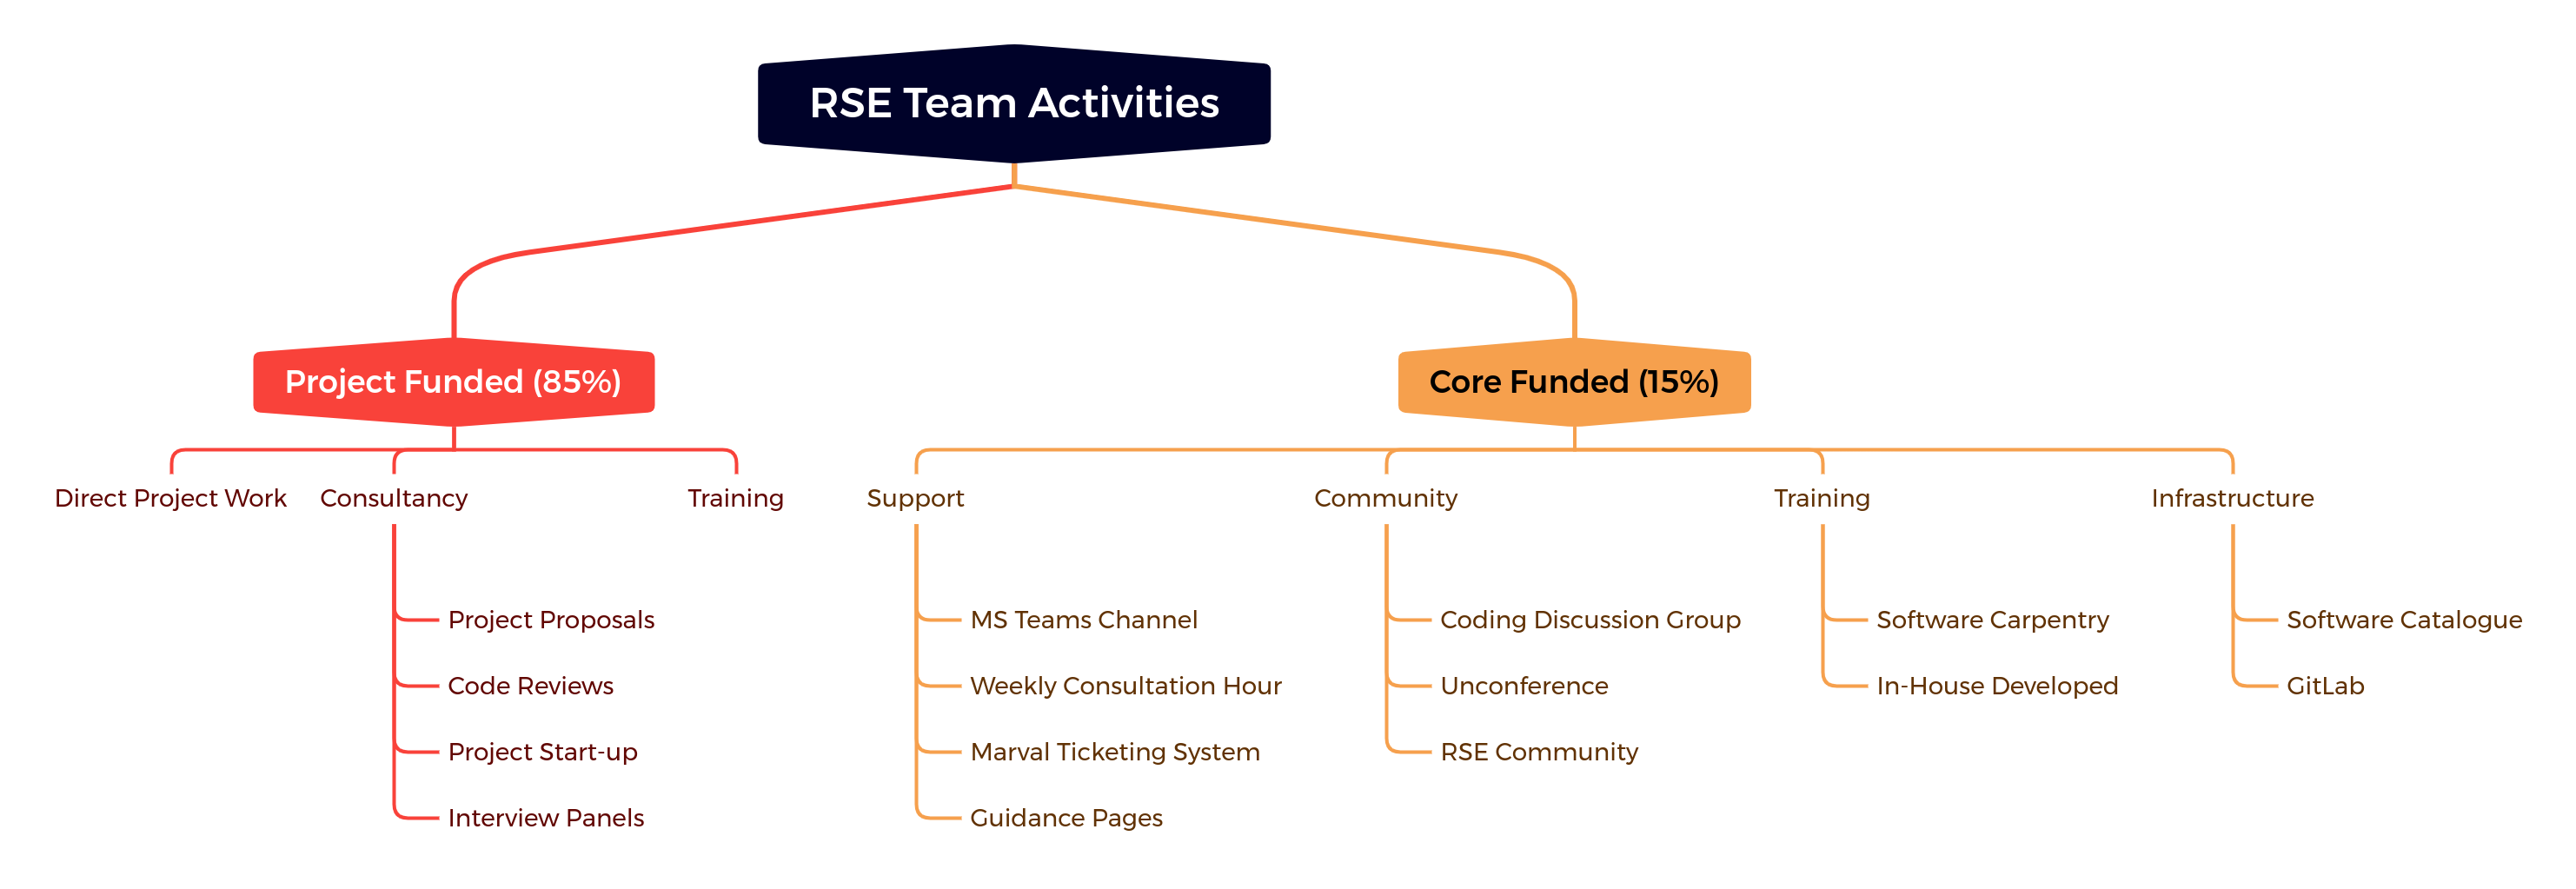 RSE Team Activities
Project Funded (85%)
Core Funded (15%)
Direct Project Work
Consultancy
Training
Support
Community
Training
Infrastructure
Project Proposals
Code Reviews
Project Start-up
Interview Panels
MS Teams Channel
Weekly Consultation Hour
Marval Ticketing System
Guidance Pages
Coding Discussion Group
Unconference
RSE Community
Software Carpentry
In-House Developed
Software Catalogue
GitLab